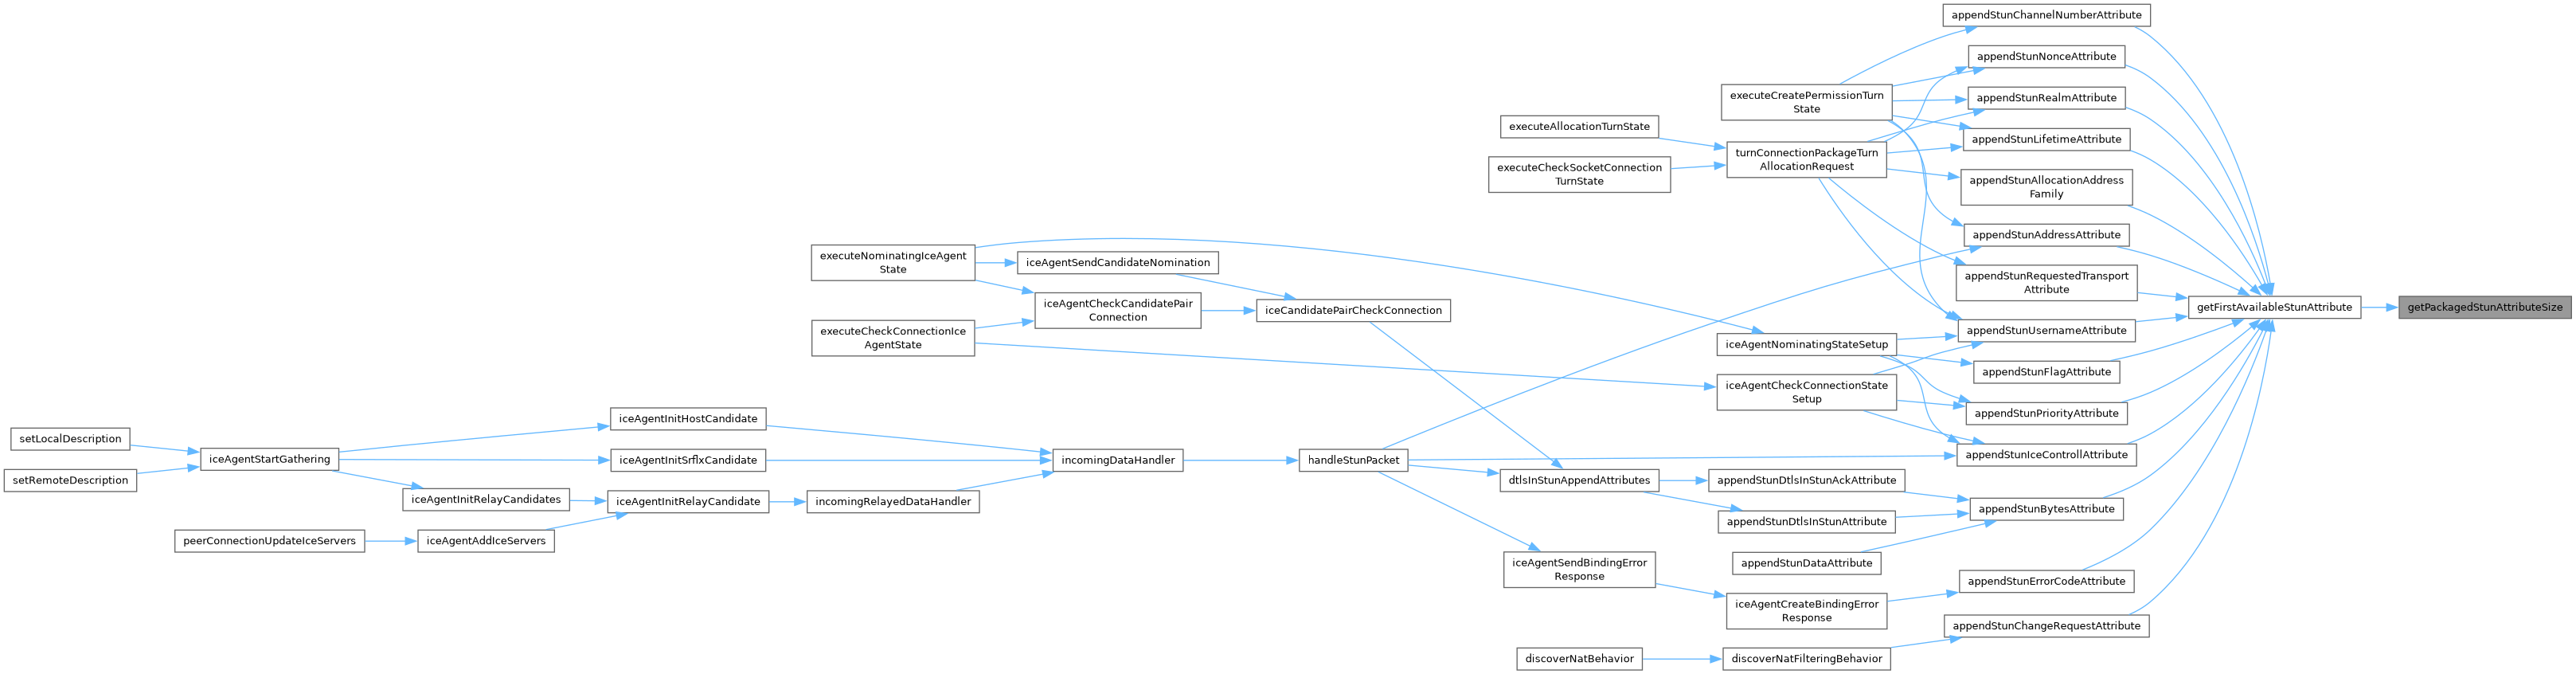 appendStunChannelNumberAttribute
appendStunNonceAttribute
executeCreatePermissionTurn
State
appendStunRealmAttribute
executeAllocationTurnState
appendStunLifetimeAttribute
turnConnectionPackageTurn
AllocationRequest
executeCheckSocketConnection
TurnState
appendStunAllocationAddress
Family
appendStunAddressAttribute
executeNominatingIceAgent
State
iceAgentSendCandidateNomination
appendStunRequestedTransport
Attribute
iceAgentCheckCandidatePair
Connection
iceCandidatePairCheckConnection
getFirstAvailableStunAttribute
getPackagedStunAttributeSize
executeCheckConnectionIce
AgentState
appendStunUsernameAttribute
iceAgentNominatingStateSetup
appendStunFlagAttribute
iceAgentCheckConnectionState
Setup
appendStunPriorityAttribute
iceAgentInitHostCandidate
setLocalDescription
iceAgentStartGathering
iceAgentInitSrflxCandidate
incomingDataHandler
handleStunPacket
appendStunIceControllAttribute
setRemoteDescription
dtlsInStunAppendAttributes
appendStunDtlsInStunAckAttribute
iceAgentInitRelayCandidates
iceAgentInitRelayCandidate
incomingRelayedDataHandler
appendStunBytesAttribute
appendStunDtlsInStunAttribute
peerConnectionUpdateIceServers
iceAgentAddIceServers
appendStunDataAttribute
iceAgentSendBindingError
Response
appendStunErrorCodeAttribute
iceAgentCreateBindingError
Response
appendStunChangeRequestAttribute
discoverNatBehavior
discoverNatFilteringBehavior